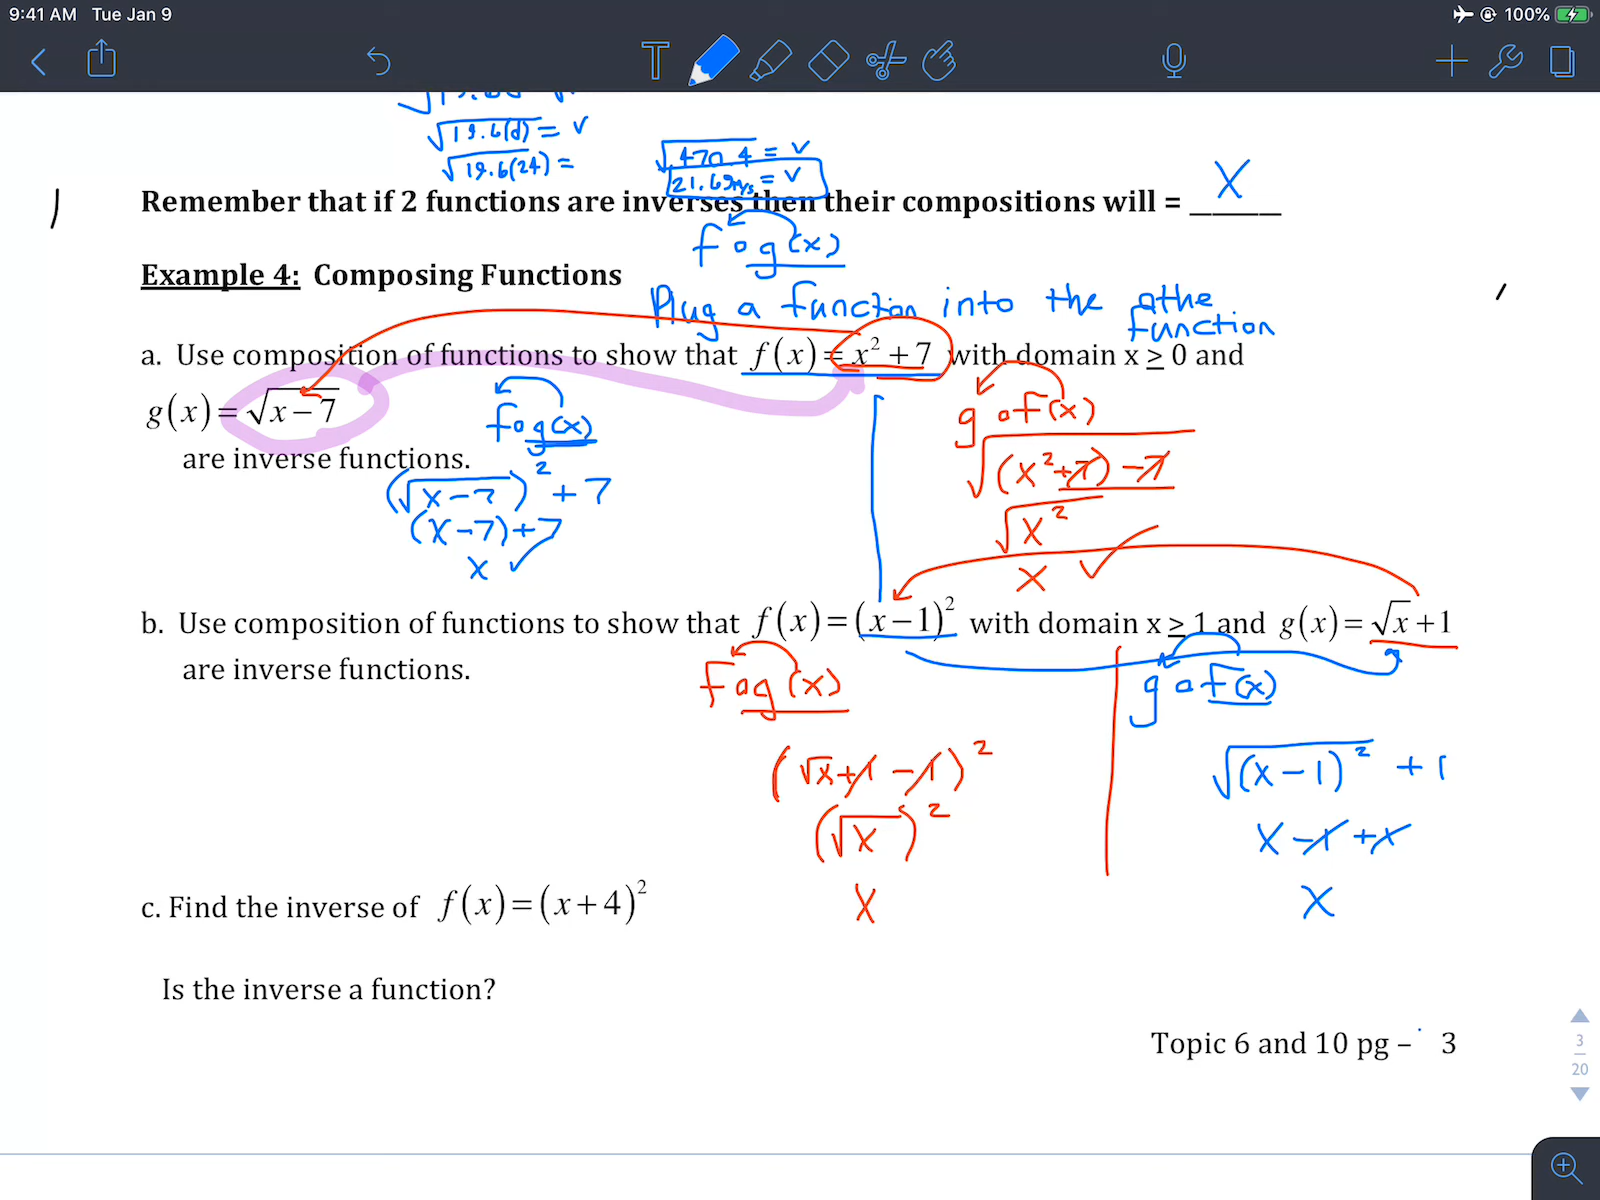 9:41 AM Tue Jan 9 100%
√19.6(d) = v
√19.6(24) =
√470.4 = v
21.69 m/s = v
Remember that if 2 functions are inverses then their compositions will = X
f∘g(x)
Example 4: Composing Functions
Plug a function into the othe
function
a. Use composition of functions to show that f(x) = x² + 7 with domain x ≥ 0 and
g(x) = √x − 7
are inverse functions.
f∘g(x)
(√x−7)² + 7
(x−7)+7
x ✓
g∘f(x)
√(x²+7) −7
√x²
x ✓
b. Use composition of functions to show that f(x) = (x − 1)² with domain x ≥ 1 and g(x) = √x + 1
are inverse functions.
f∘g(x)
(√x+1−1)²
(√x)²
x
g∘f(x)
√(x−1)² + 1
x−1+1
x
c. Find the inverse of f(x) = (x + 4)²
Is the inverse a function?
Topic 6 and 10 pg – 3
3
20